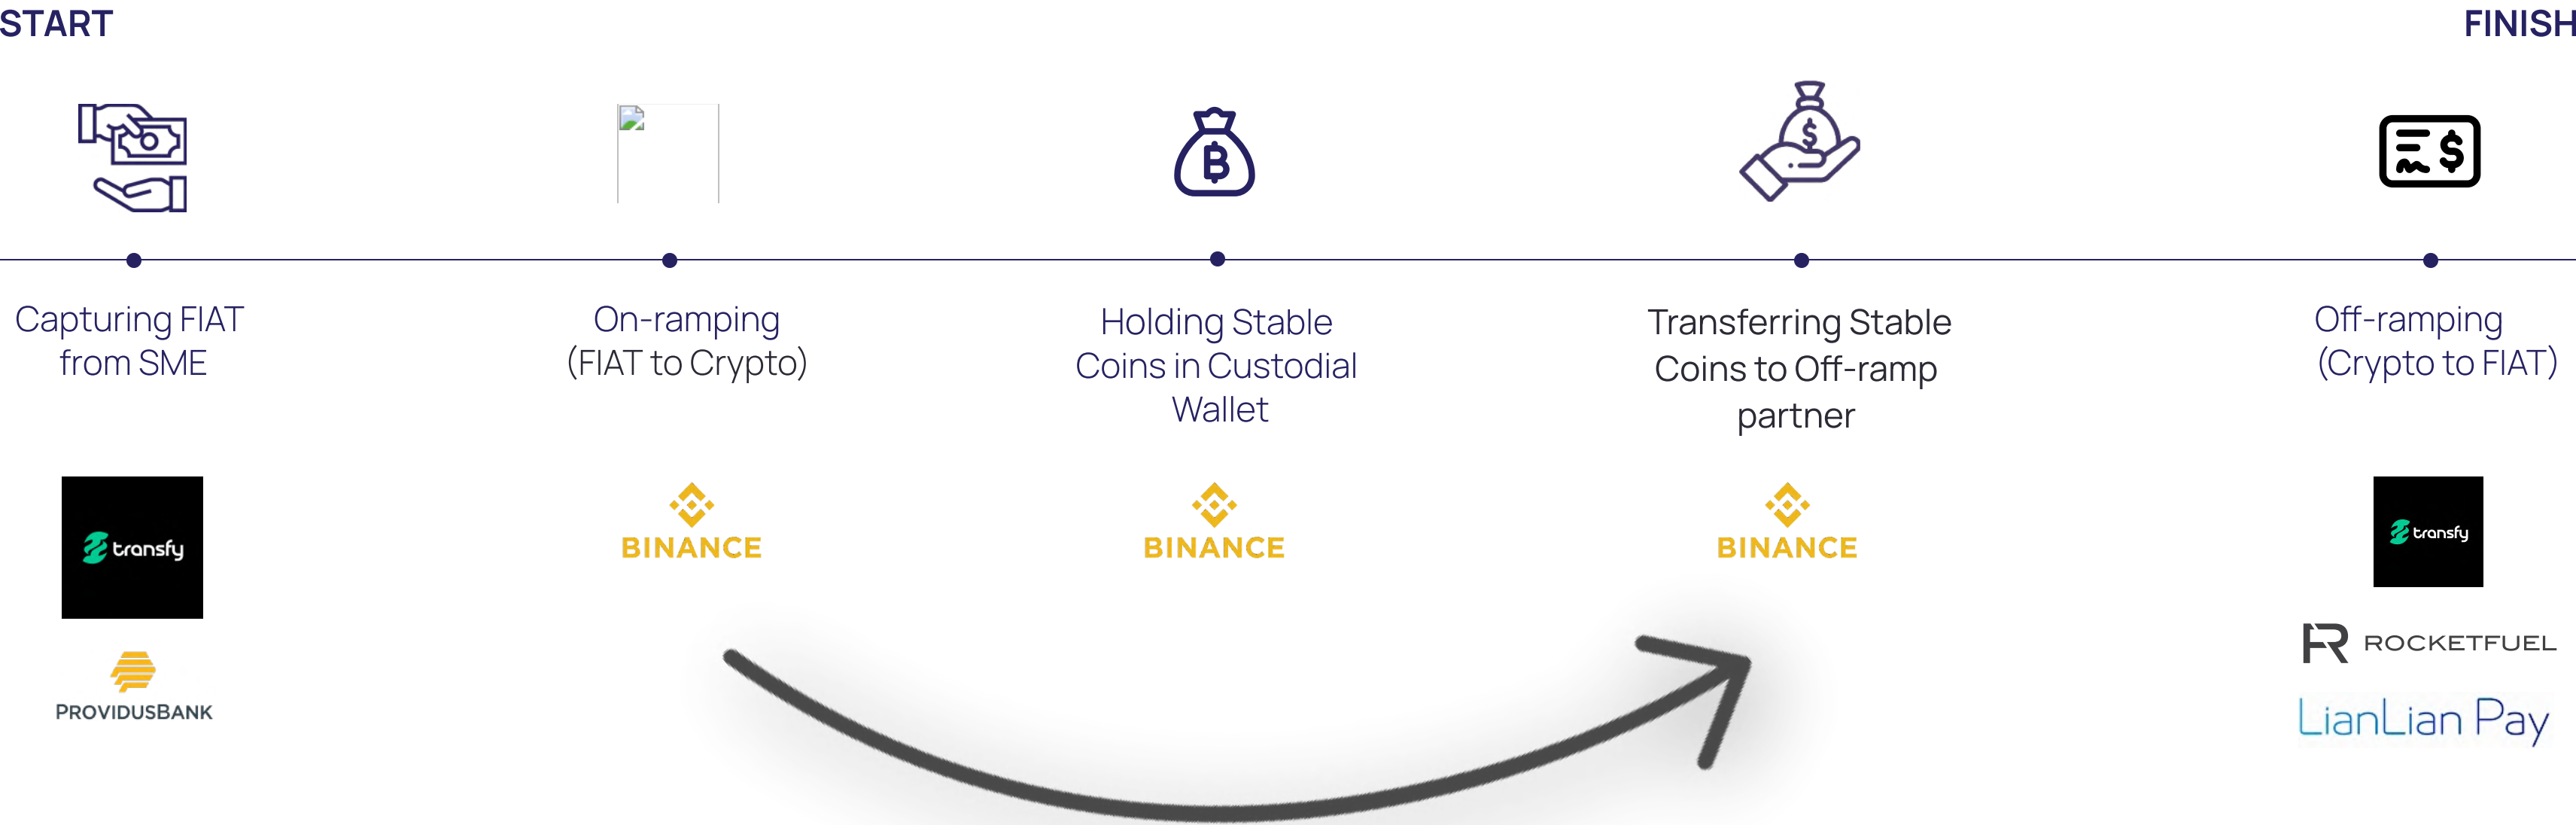 START
FINISH
Capturing FIAT
from SME
On-ramping
(FIAT to Crypto)
Holding Stable
Coins in Custodial
Wallet
Transferring Stable
Coins to Off-ramp
partner
Off-ramping
(Crypto to FIAT)
transfy
PROVIDUSBANK
BINANCE
BINANCE
BINANCE
transfy
ROCKETFUEL
LianLian Pay